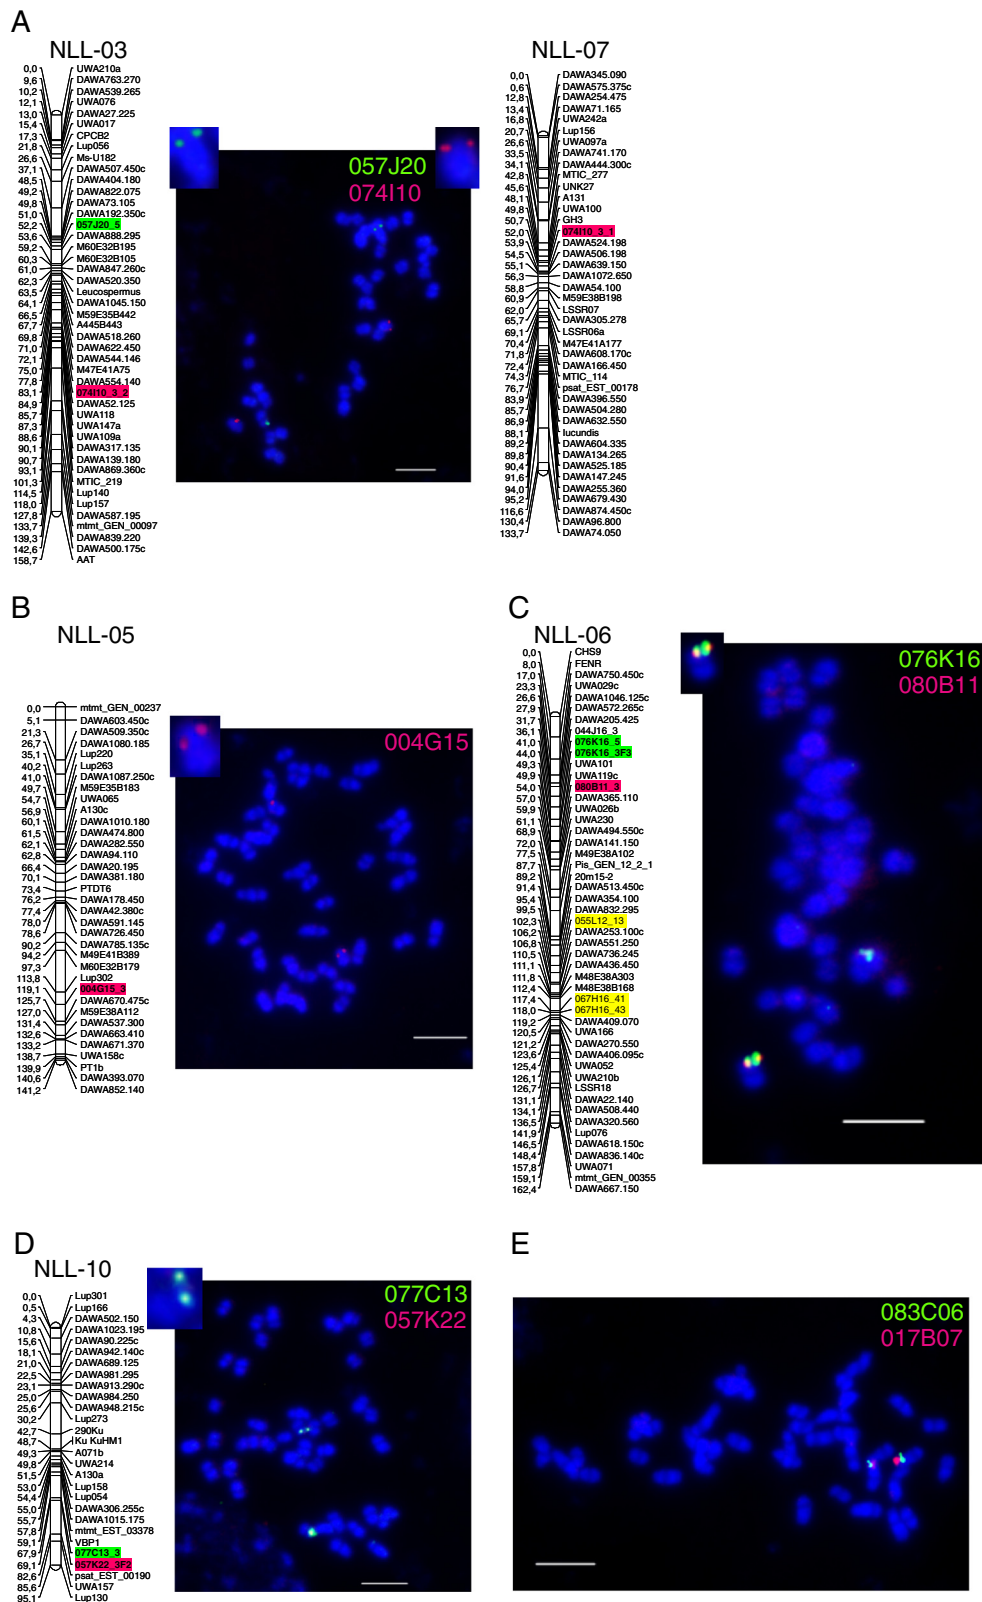 A
NLL-03
0,0 UWA210a
9,6 DAWA763.270
10,2 DAWA539.265
12,1 UWA076
13,0 DAWA27.225
15,4 UWA017
17,3 CPCB2
21,8 Lup056
26,6 Ms-U182
37,1 DAWA507.450c
48,5 DAWA404.180
49,2 DAWA822.075
49,8 DAWA73.105
51,0 DAWA192.350c
52,2 057J20_5
53,6 DAWA888.295
59,2 M60E32B195
60,3 M60E32B105
61,0 DAWA847.260c
62,3 DAWA520.350
63,5 Leucospermus
64,1 DAWA1045.150
66,5 M59E35B442
67,7 A445B443
69,8 DAWA518.260
71,0 DAWA622.450
72,1 DAWA544.146
75,0 M47E41A75
77,8 DAWA554.140
83,1 074I10_3_2
84,9 DAWA52.125
85,7 UWA118
87,3 UWA147a
88,6 UWA109a
90,1 DAWA317.135
90,7 DAWA139.180
93,1 DAWA869.360c
101,3 MTIC_219
114,5 Lup140
118,0 Lup157
127,8 DAWA587.195
133,7 mtmt_GEN_00097
139,3 DAWA839.220
142,6 DAWA500.175c
158,7 AAT
057J20
074I10
NLL-07
0,0 DAWA345.090
0,6 DAWA575.375c
12,8 DAWA254.475
13,4 DAWA71.165
16,8 UWA242a
20,7 Lup156
26,6 UWA097a
33,5 DAWA741.170
34,1 DAWA444.300c
42,8 MTIC_277
45,6 UNK27
48,1 A131
49,8 UWA100
50,7 GH3
52,0 074I10_3_1
53,9 DAWA524.198
54,5 DAWA506.198
55,1 DAWA639.150
56,3 DAWA1072.650
58,8 DAWA54.100
60,9 M59E38B198
62,0 LSSR07
65,7 DAWA305.278
69,1 LSSR06a
70,4 M47E41A177
71,8 DAWA608.170c
72,4 DAWA166.450
74,3 MTIC_114
76,7 psat_EST_00178
83,9 DAWA396.550
85,7 DAWA504.280
86,9 DAWA632.550
88,1 Iucundis
89,2 DAWA604.335
89,8 DAWA134.265
90,4 DAWA525.185
91,6 DAWA147.245
94,0 DAWA255.360
95,2 DAWA679.430
116,6 DAWA874.450c
130,4 DAWA96.800
133,7 DAWA74.050
B
NLL-05
0,0 mtmt_GEN_00237
5,1 DAWA603.450c
21,3 DAWA509.350c
26,7 DAWA1080.185
35,1 Lup220
40,2 Lup263
41,0 DAWA1087.250c
49,7 M59E35B183
54,7 UWA065
56,9 A130c
60,1 DAWA1010.180
61,5 DAWA474.800
62,1 DAWA282.550
62,8 DAWA94.110
66,4 DAWA20.195
70,1 DAWA381.180
73,4 PTDT6
76,2 DAWA178.450
77,4 DAWA42.380c
78,0 DAWA591.145
78,6 DAWA726.450
90,2 DAWA785.135c
94,2 M49E41B389
97,3 M60E32B179
113,8 Lup302
119,1 004G15_3
125,7 DAWA670.475c
127,0 M59E38A112
131,4 DAWA537.300
132,6 DAWA663.410
133,2 DAWA671.370
138,7 UWA158c
139,9 PT1b
140,6 DAWA393.070
141,2 DAWA852.140
004G15
C
NLL-06
0,0 CHS9
8,0 FENR
17,0 DAWA750.450c
23,3 UWA029c
26,6 DAWA1046.125c
27,9 DAWA572.265c
31,7 DAWA205.425
36,1 044J16_3
41,0 076K16_5
44,0 076K16_3F3
49,3 UWA101
49,9 UWA119c
54,0 080B11_3
57,0 DAWA365.110
59,9 UWA026b
61,1 UWA230
68,9 DAWA494.550c
72,0 DAWA141.150
77,5 M49E38A102
87,7 Pis_GEN_12_2_1
89,2 20m15-2
91,4 DAWA513.450c
95,4 DAWA354.100
99,5 DAWA832.295
102,3 055L12_13
106,2 DAWA253.100c
106,8 DAWA551.250
110,5 DAWA736.245
111,1 DAWA436.450
111,8 M48E38A303
112,4 M48E38B168
117,4 067H16_41
118,0 067H16_43
119,2 DAWA409.070
120,5 UWA166
121,2 DAWA270.550
123,6 DAWA406.095c
125,4 UWA052
126,1 UWA210b
126,7 LSSR18
131,1 DAWA22.140
134,1 DAWA508.440
136,5 DAWA320.560
141,9 Lup076
146,5 DAWA618.150c
148,4 DAWA836.140c
157,8 UWA071
159,1 mtmt_GEN_00355
162,4 DAWA667.150
076K16
080B11
D
NLL-10
0,0 Lup301
0,5 Lup166
4,3 DAWA502.150
10,8 DAWA1023.195
15,6 DAWA90.225c
18,1 DAWA942.140c
21,0 DAWA689.125
22,5 DAWA981.295
23,1 DAWA913.290c
25,0 DAWA984.250
25,6 DAWA948.215c
30,2 Lup273
42,7 290Ku
48,7 Ku KuHM1
49,3 A071b
49,8 UWA214
51,5 A130a
53,0 Lup158
54,4 Lup054
55,0 DAWA306.255c
55,7 DAWA1015.175
57,8 mtmt_EST_03378
59,1 VBP1
67,9 077C13_3
69,1 057K22_3F2
82,6 psat_EST_00190
85,6 UWA157
95,1 Lup130
077C13
057K22
E
083C06
017B07